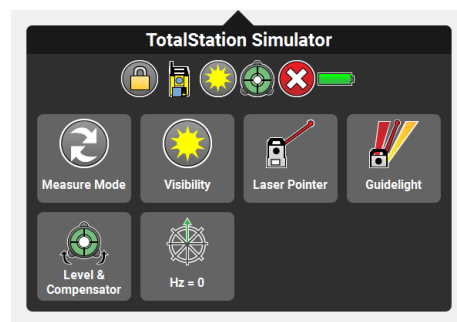 TotalStation Simulator
Measure Mode
Visibility
Laser Pointer
Guidelight
Level &
Compensator
Hz = 0